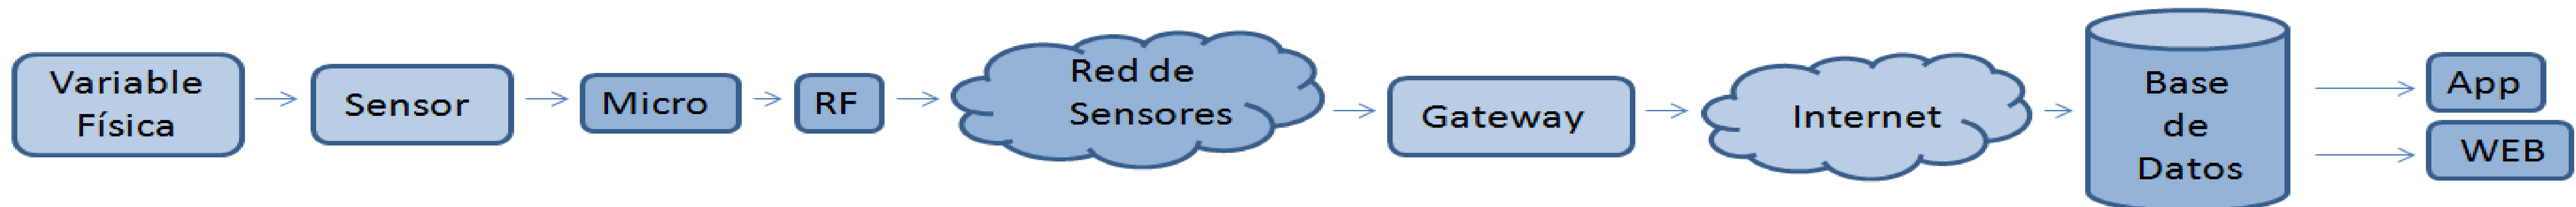 Variable
Física
Sensor
Micro
RF
Red de
Sensores
Gateway
Internet
Base
de
Datos
App
WEB